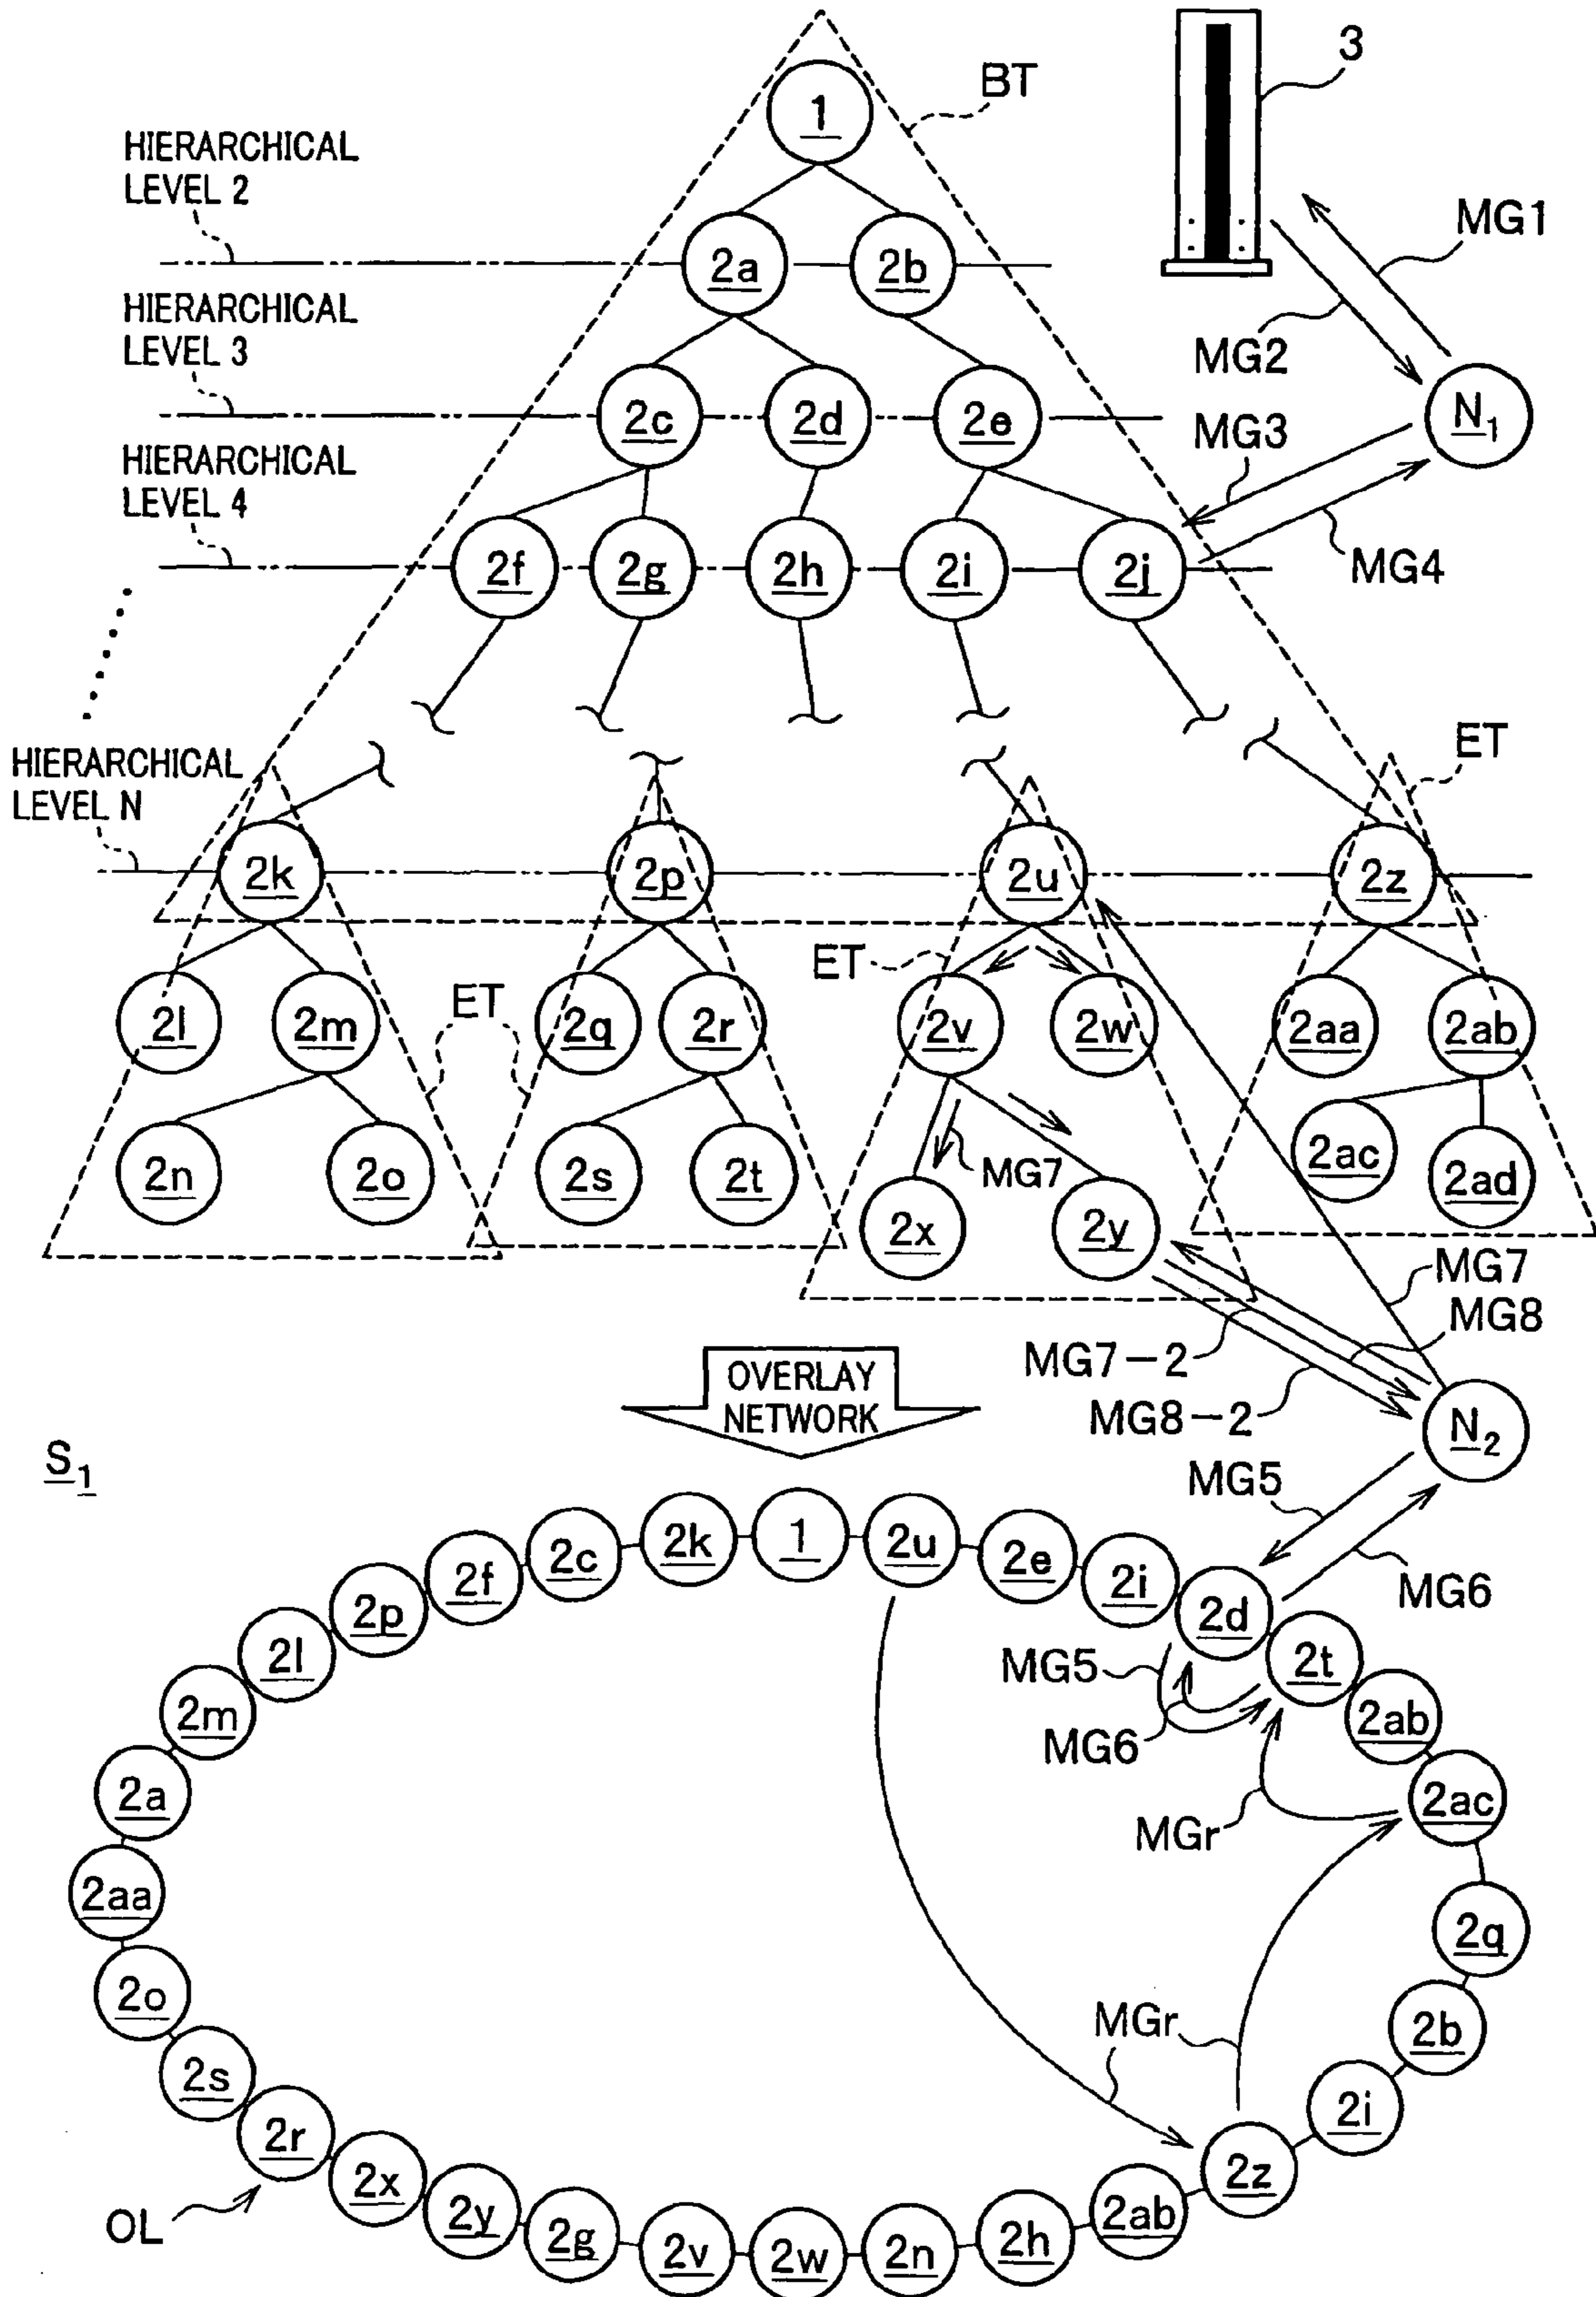 3
BT
1
HIERARCHICAL
LEVEL 2
MG1
2a
2b
HIERARCHICAL
LEVEL 3
MG2
2c
2d
2e
MG3
N1
HIERARCHICAL
LEVEL 4
2f
2g
2h
2i
2j
MG4
HIERARCHICAL
LEVEL N
ET
2k
2p
2u
2z
ET
ET
2l
2m
2q
2r
2v
2w
2aa
2ab
2n
2o
2s
2t
MG7
2ac
2ad
2x
2y
MG7
MG8
MG7-2
MG8-2
OVERLAY
NETWORK
N2
S1
MG5
MG6
2f
2c
2k
1
2u
2e
2i
2d
2p
2l
2t
MG5
2m
2ab
MG6
2a
2ac
MGr
2aa
2q
2o
MGr
2b
2s
2i
2r
2x
2z
OL
2y
2g
2v
2w
2n
2h
2ab